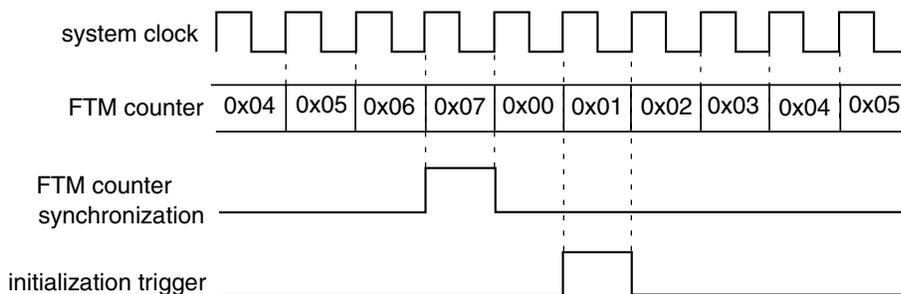 system clock
FTM counter 0x04 0x05 0x06 0x07 0x00 0x01 0x02 0x03 0x04 0x05
FTM counter
synchronization
initialization trigger